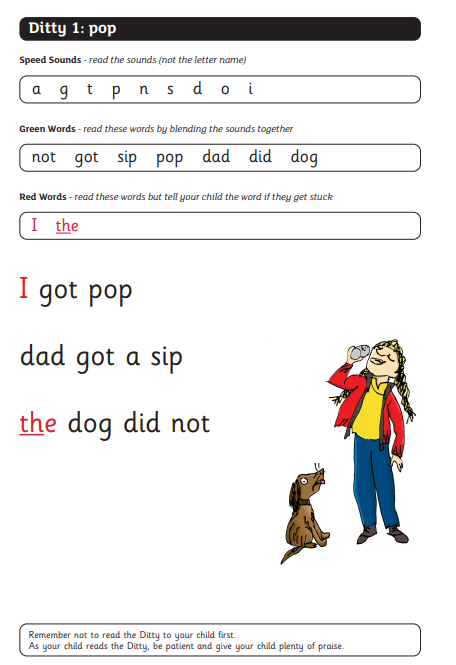 Ditty 1: pop
Speed Sounds - read the sounds (not the letter name)
a g t p n s d o i
Green Words - read these words by blending the sounds together
not got sip pop dad did dog
Red Words - read these words but tell your child the word if they get stuck
I the
I got pop
dad got a sip
the dog did not
Remember not to read the Ditty to your child first.
As your child reads the Ditty, be patient and give your child plenty of praise.